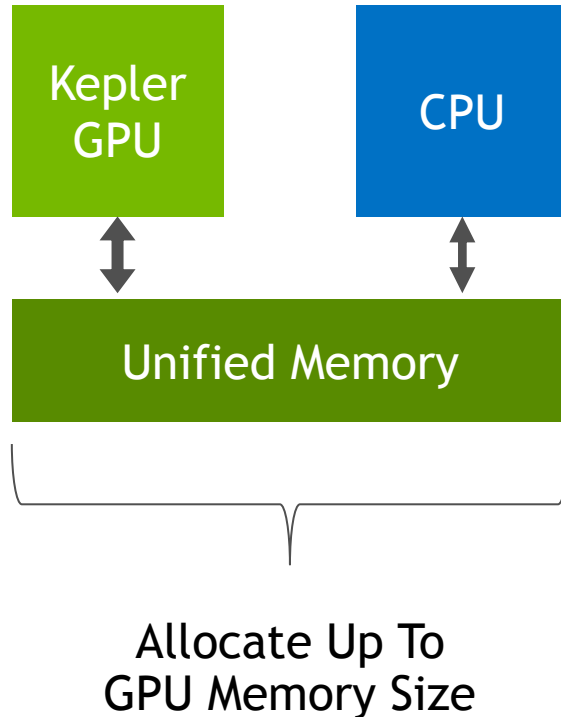 Kepler
GPU
CPU
Unified Memory
Allocate Up To
GPU Memory Size